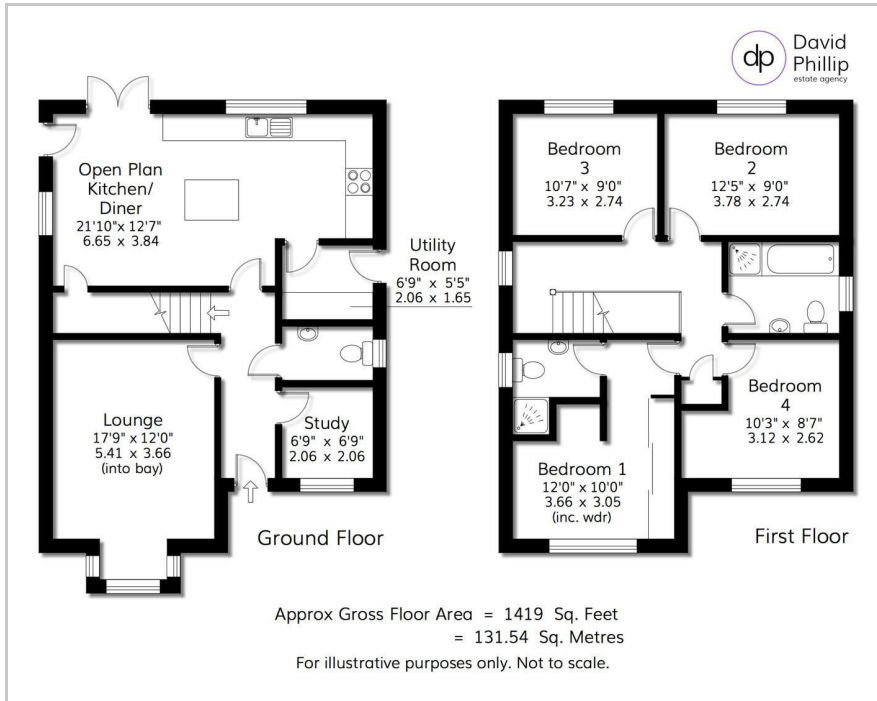 dp
David
Phillip
estate agency
Open Plan
Kitchen/
Diner
21'10"x 12'7"
6.65 x 3.84
Utility
Room
6'9" x 5'5"
2.06 x 1.65
Lounge
17'9" x 12'0"
5.41 x 3.66
(into bay)
Study
6'9" x 6'9"
2.06 x 2.06
Ground Floor
Bedroom
3
10'7" x 9'0"
3.23 x 2.74
Bedroom
2
12'5" x 9'0"
3.78 x 2.74
Bedroom
4
10'3" x 8'7"
3.12 x 2.62
Bedroom 1
12'0" x 10'0"
3.66 x 3.05
(inc. wdr)
First Floor
Approx Gross Floor Area = 1419 Sq. Feet
= 131.54 Sq. Metres
For illustrative purposes only. Not to scale.